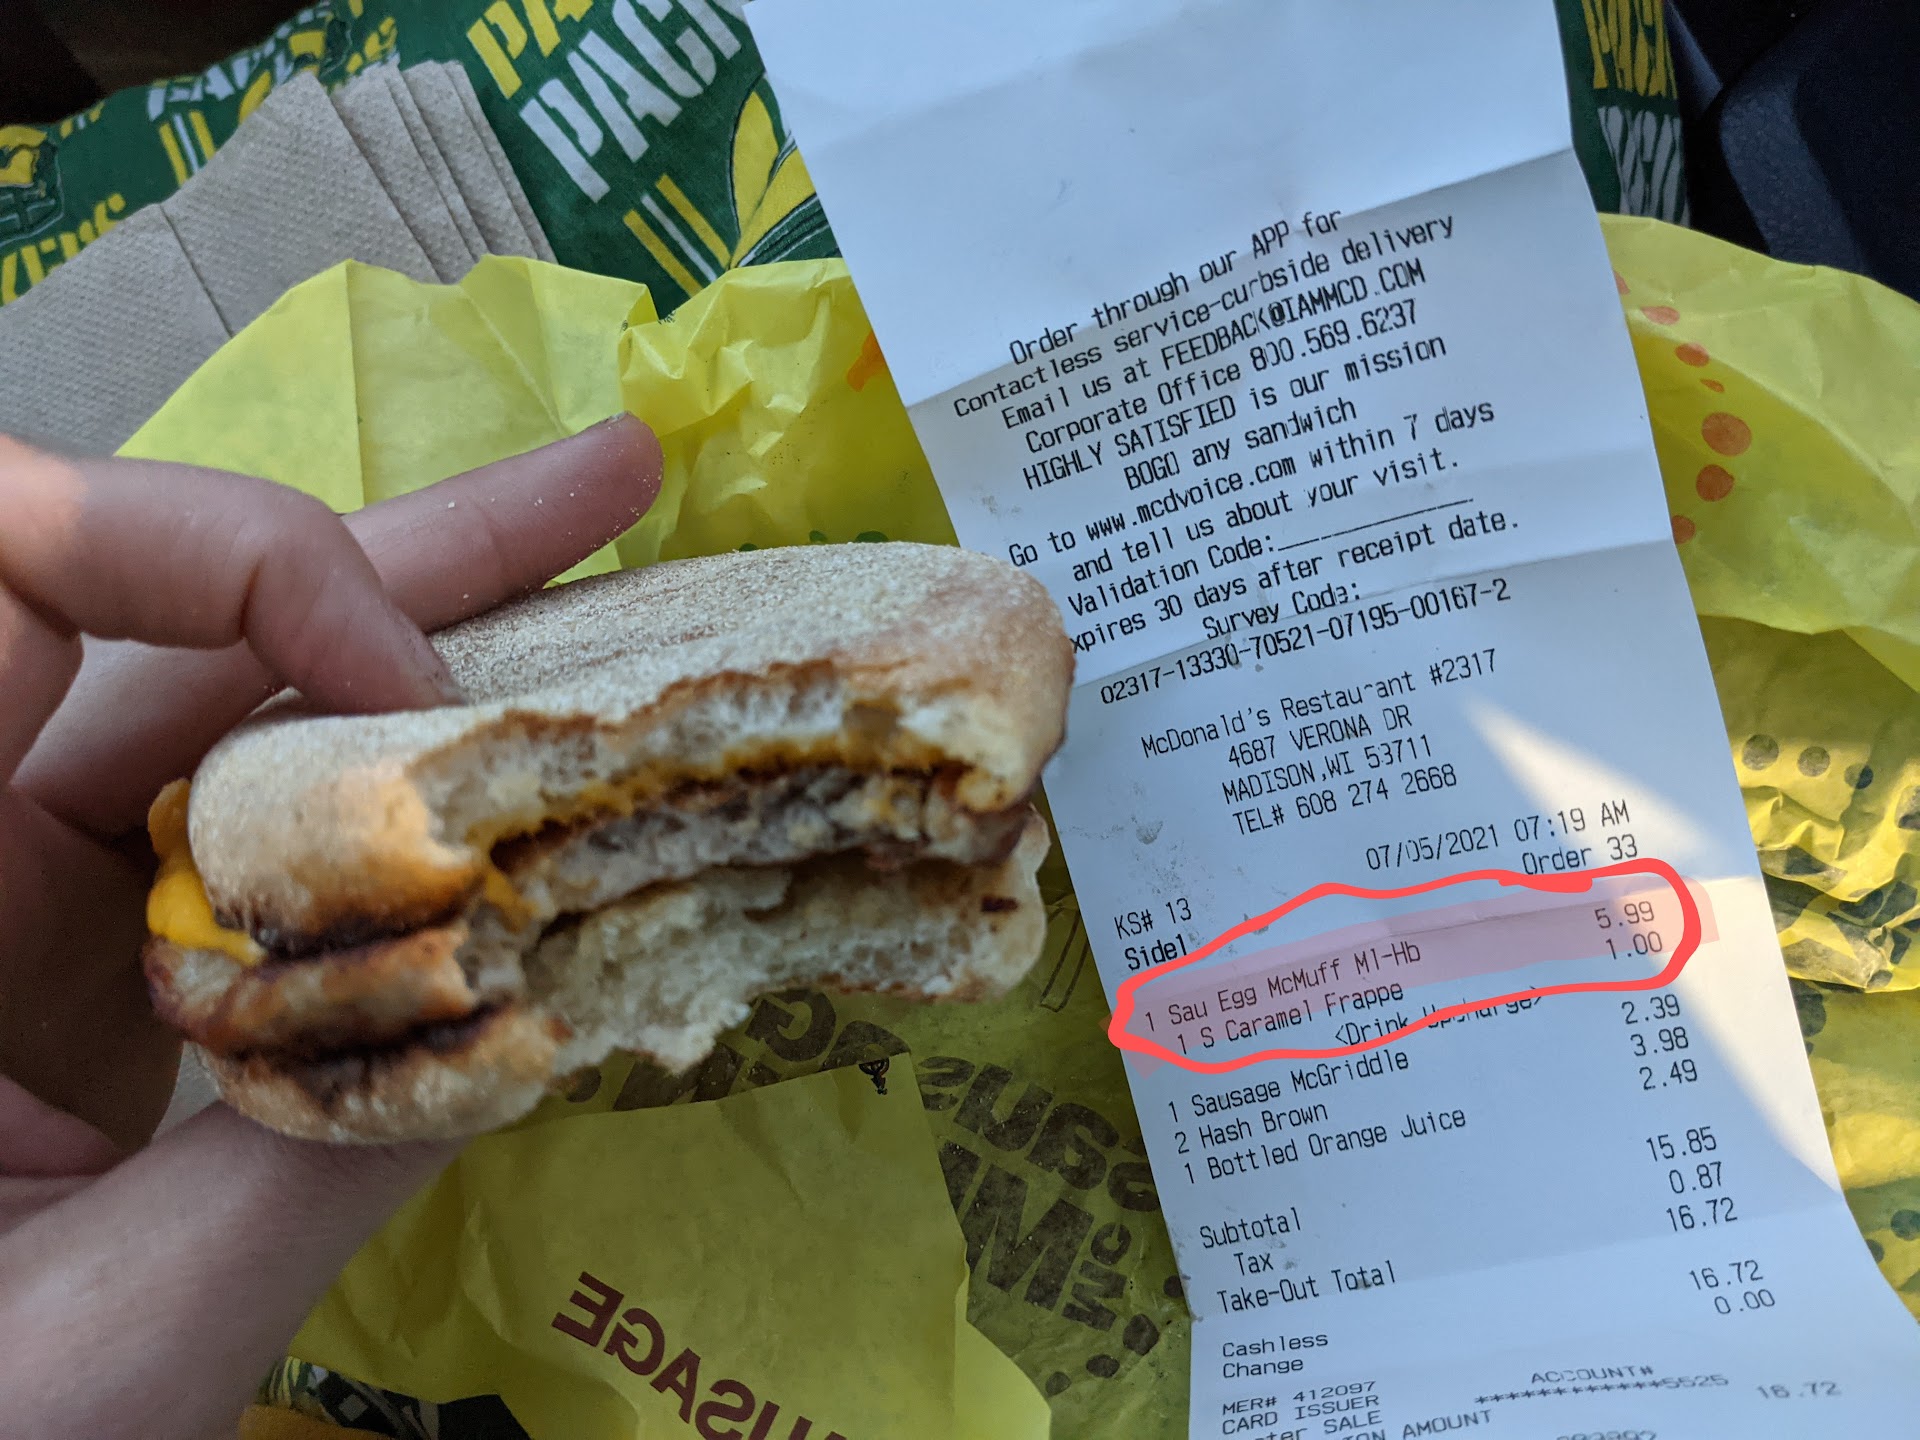 PACK
PACK
Order through our APP for
Contactless service-curbside delivery
Email us at FEEDBACK@IAMMCD.COM
Corporate Office 800.569.6237
HIGHLY SATISFIED is our mission
BOGO any sandwich
Go to www.mcdvoice.com within 7 days
and tell us about your visit.
Validation Code:
xpires 30 days after receipt date.
Survey Code:
02317-13330-70521-07195-00167-2
McDonald's Restaurant #2317
4687 VERONA DR
MADISON,WI 53711
TEL# 608 274 2668
07/05/2021 07:19 AM
Order 33
KS# 13
Side1
1 Sau Egg McMuff Ml-Hb 5.99
1 S Caramel Frappe 1.00
<Drink Upcharge>
1 Sausage McGriddle 2.39
2 Hash Brown 3.98
1 Bottled Orange Juice 2.49
Subtotal 15.85
Tax 0.87
Take-Out Total 16.72
Cashless 16.72
Change 0.00
MER# 412097
CARD ISSUER ACCOUNT#
SALE ************5525
AMOUNT 16.72
SAUSAGE